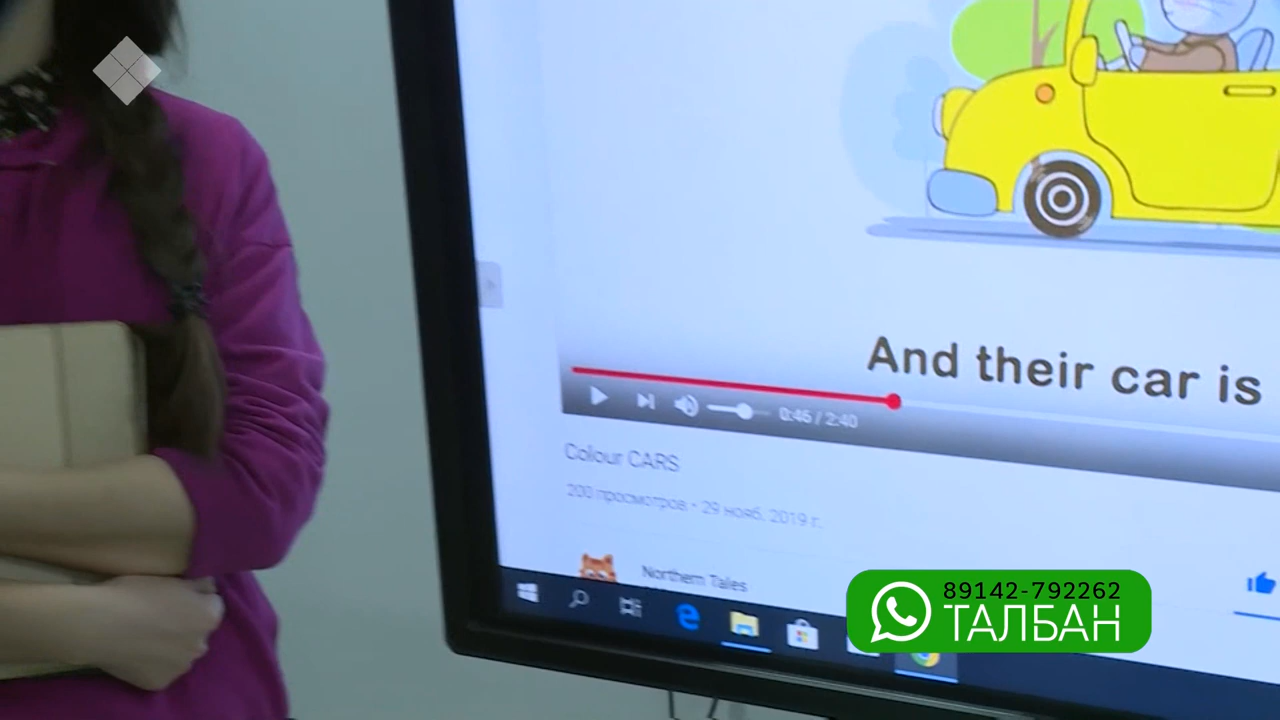 And their car is
0:46 / 2:40
Colour CARS
200 просмотров • 29 нояб. 2019 г.
Northern Tales
89142-792262
ТАЛБАН